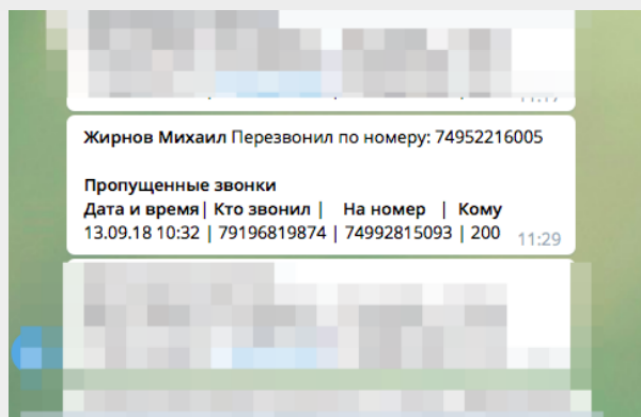 Жирнов Михаил Перезвонил по номеру: 74952216005
Пропущенные звонки
Дата и время| Кто звонил | На номер | Кому
13.09.18 10:32 | 79196819874 | 74992815093 | 200
11:29